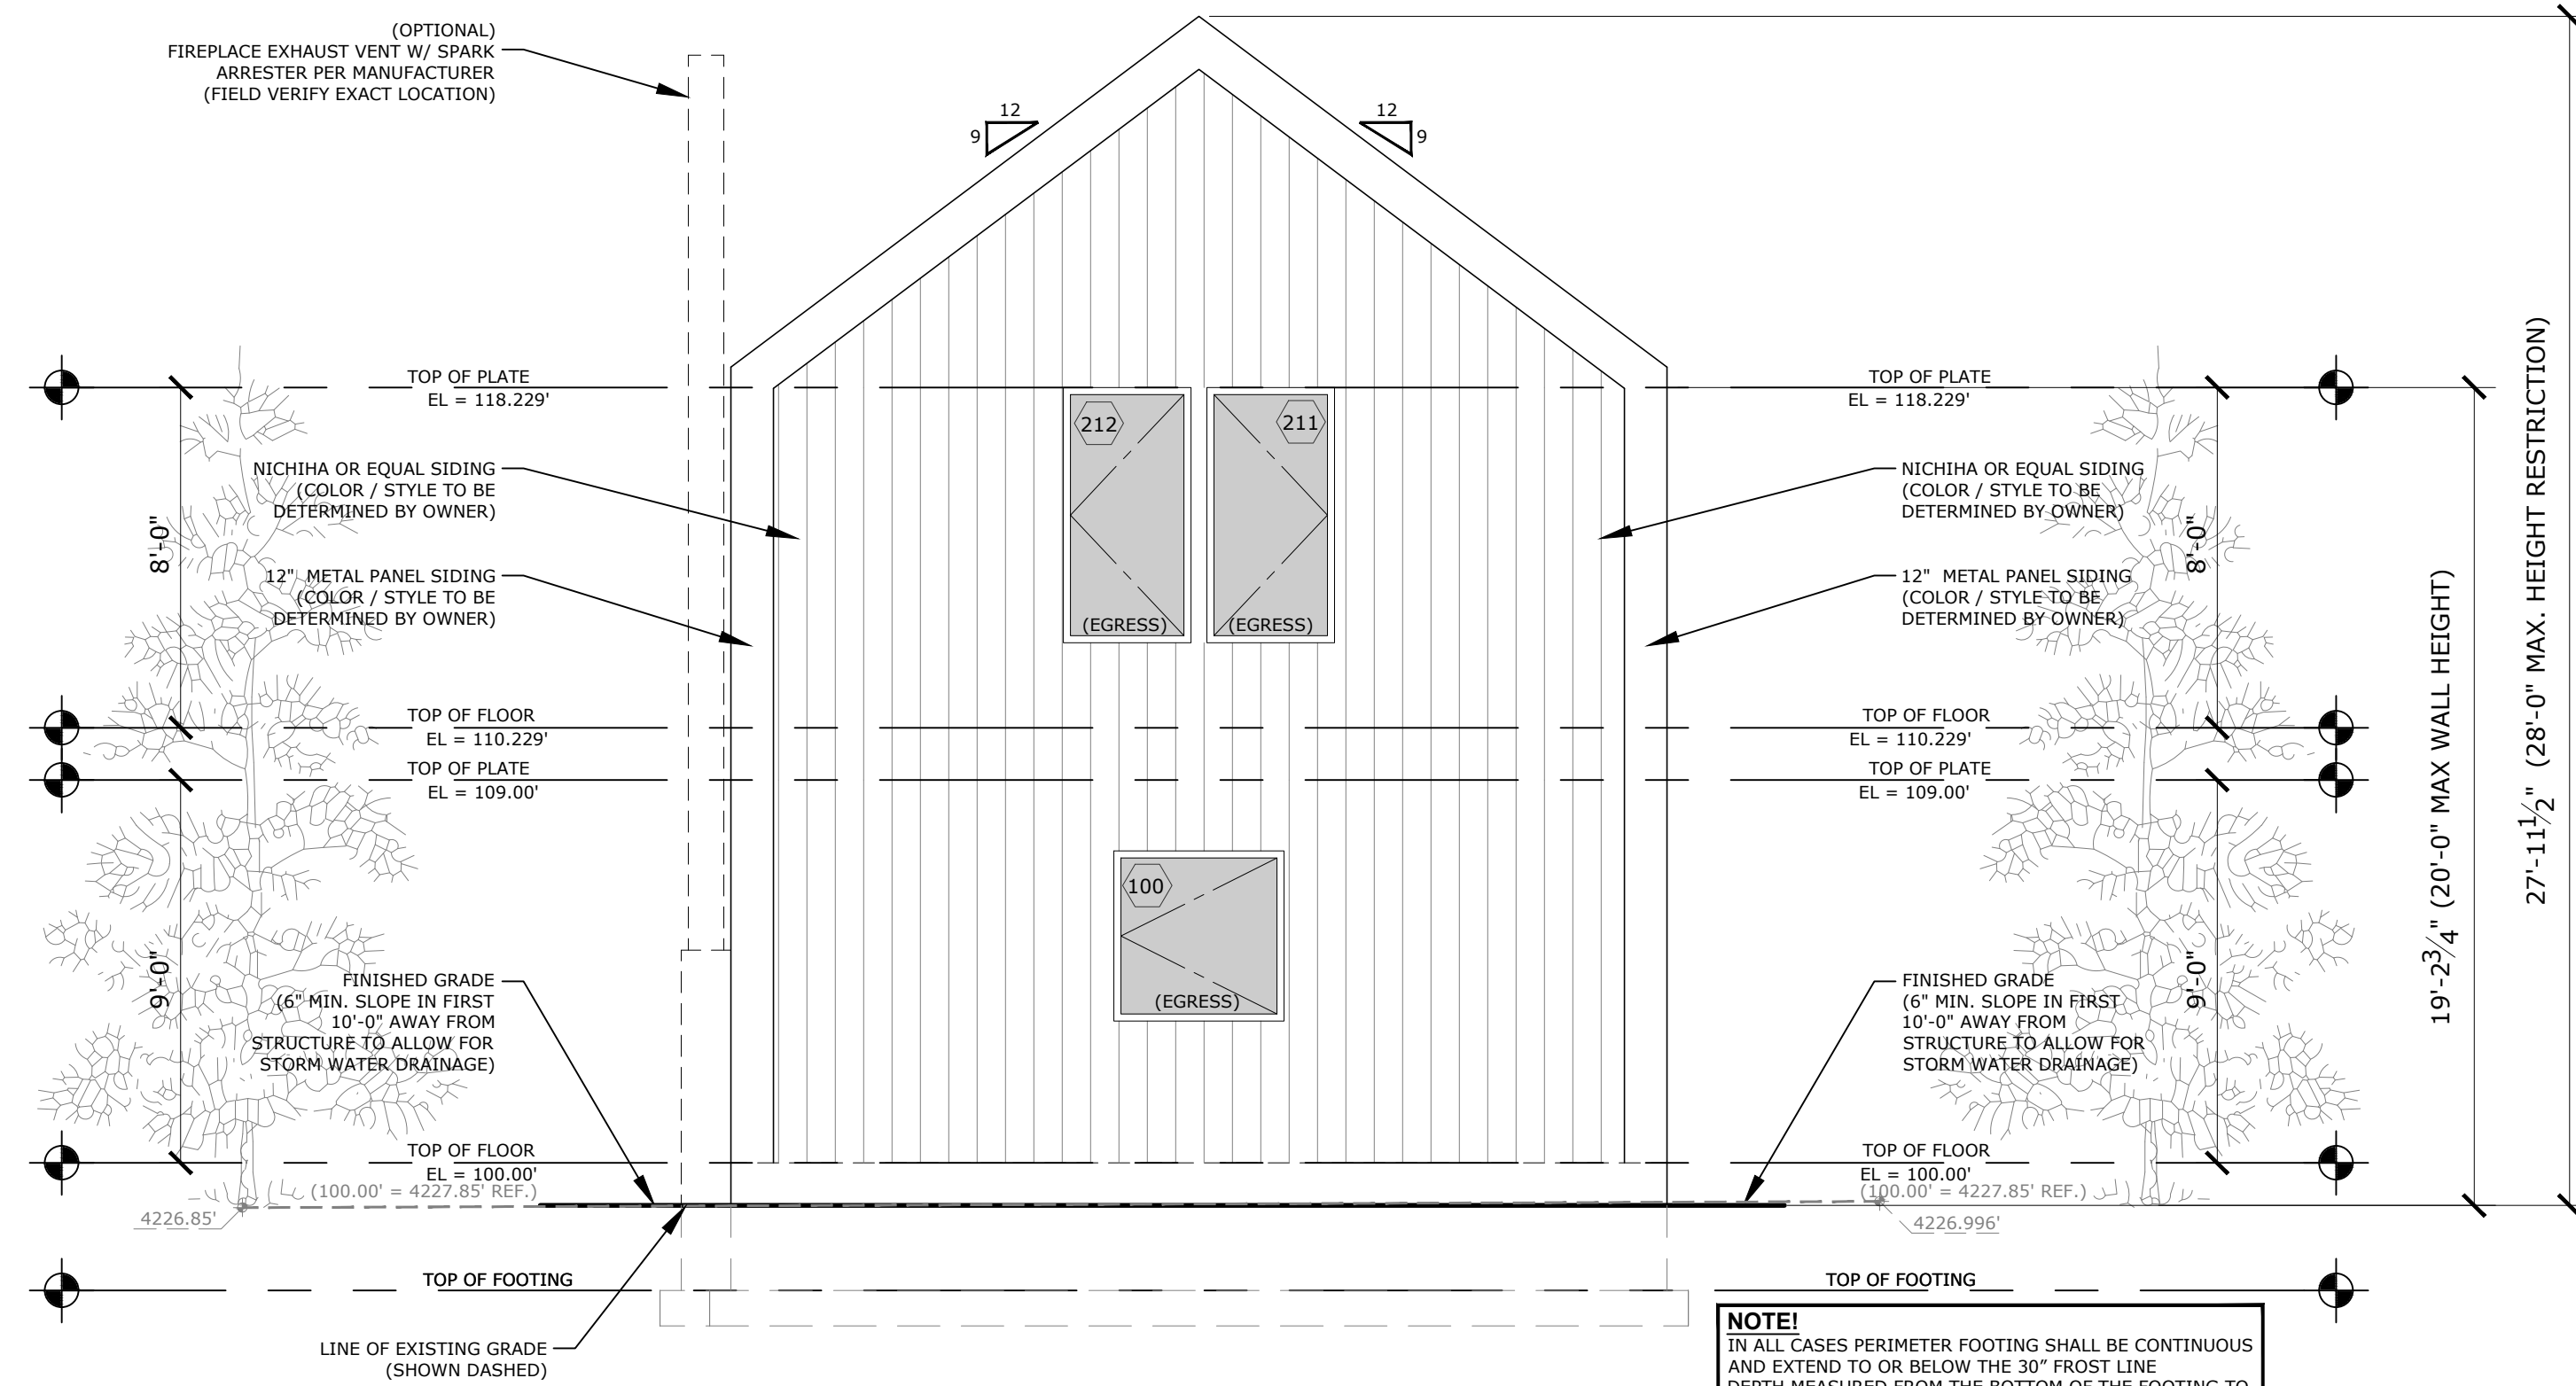 (OPTIONAL)
FIREPLACE EXHAUST VENT W/ SPARK
ARRESTER PER MANUFACTURER
(FIELD VERIFY EXACT LOCATION)
12
9
12
9
TOP OF PLATE
EL = 118.229'
TOP OF PLATE
EL = 118.229'
212
211
(EGRESS)
(EGRESS)
NICHIHA OR EQUAL SIDING
(COLOR / STYLE TO BE
DETERMINED BY OWNER)
NICHIHA OR EQUAL SIDING
(COLOR / STYLE TO BE
DETERMINED BY OWNER)
8'-0"
8'-0"
12" METAL PANEL SIDING
(COLOR / STYLE TO BE
DETERMINED BY OWNER)
12" METAL PANEL SIDING
(COLOR / STYLE TO BE
DETERMINED BY OWNER)
19'-2¾" (20'-0" MAX WALL HEIGHT)
27'-11½" (28'-0" MAX. HEIGHT RESTRICTION)
TOP OF FLOOR
EL = 110.229'
TOP OF FLOOR
EL = 110.229'
TOP OF PLATE
EL = 109.00'
TOP OF PLATE
EL = 109.00'
100
(EGRESS)
9'-0"
9'-0"
FINISHED GRADE
(6" MIN. SLOPE IN FIRST
10'-0" AWAY FROM
STRUCTURE TO ALLOW FOR
STORM WATER DRAINAGE)
FINISHED GRADE
(6" MIN. SLOPE IN FIRST
10'-0" AWAY FROM
STRUCTURE TO ALLOW FOR
STORM WATER DRAINAGE)
TOP OF FLOOR
EL = 100.00'
(100.00' = 4227.85' REF.)
TOP OF FLOOR
EL = 100.00'
(100.00' = 4227.85' REF.)
4226.85'
4226.996'
TOP OF FOOTING
TOP OF FOOTING
LINE OF EXISTING GRADE
(SHOWN DASHED)
NOTE!
IN ALL CASES PERIMETER FOOTING SHALL BE CONTINUOUS
AND EXTEND TO OR BELOW THE 30" FROST LINE
DEPTH MEASURED FROM THE BOTTOM OF THE FOOTING TO